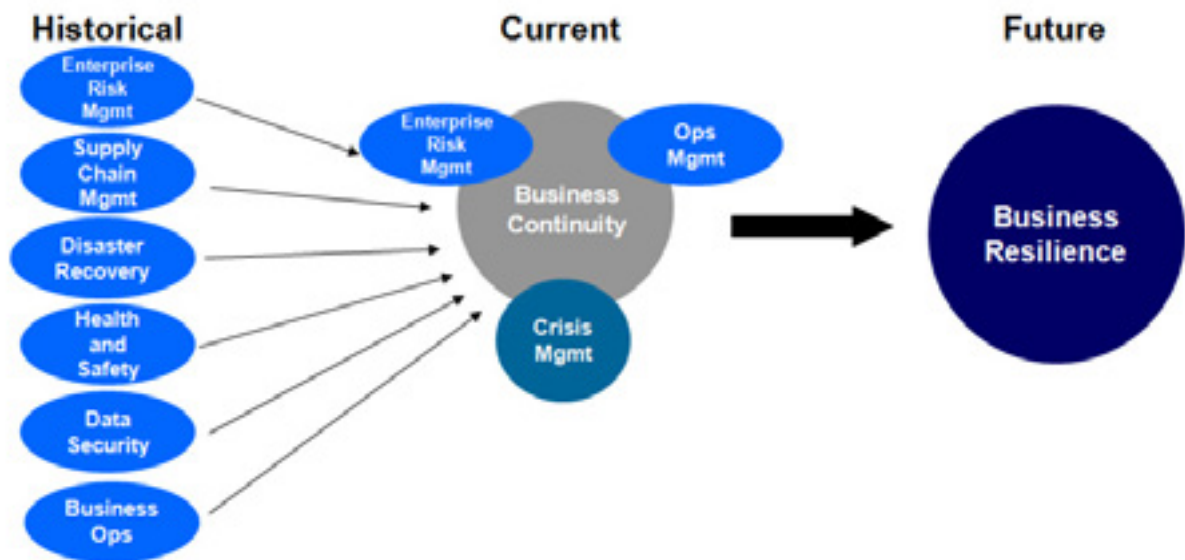 Historical
Enterprise
Risk
Mgmt
Supply
Chain
Mgmt
Disaster
Recovery
Health
and
Safety
Data
Security
Business
Ops
Current
Enterprise
Risk
Mgmt
Ops
Mgmt
Business
Continuity
Crisis
Mgmt
Future
Business
Resilience